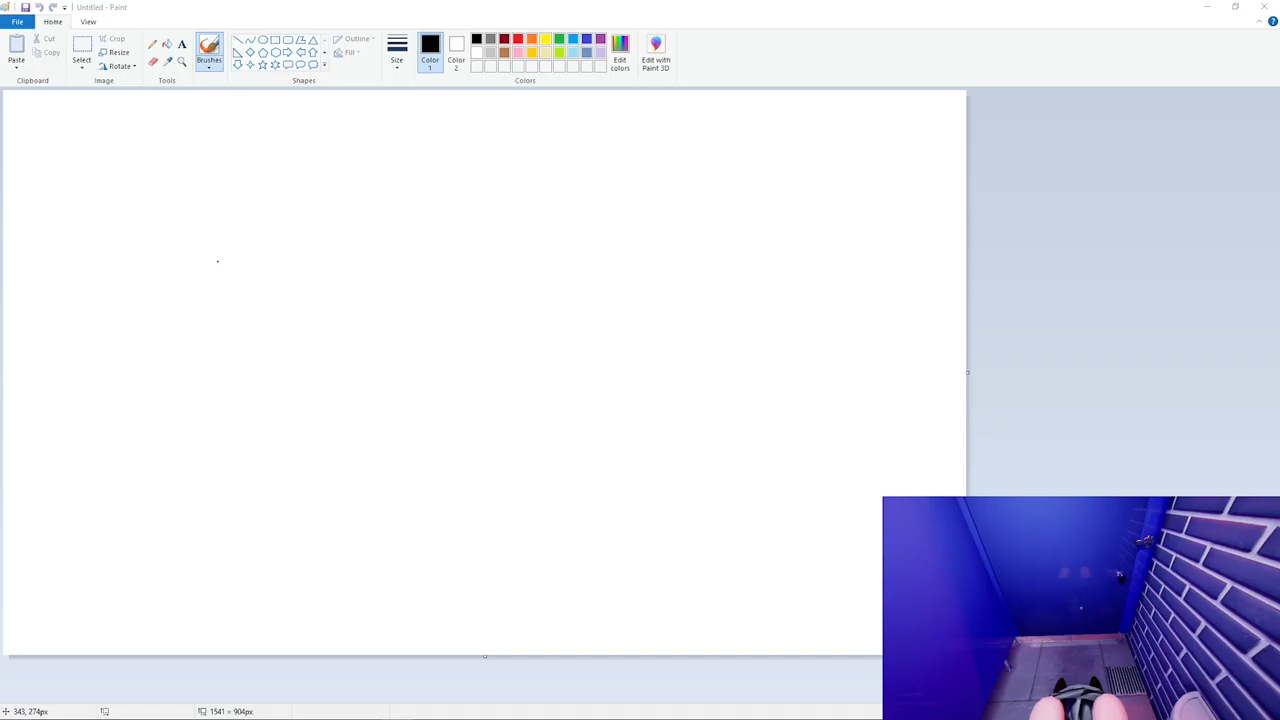 Untitled - Paint
File Home View
Paste
Cut
Copy
Clipboard
Select
Crop
Resize
Rotate
Image
A
Tools
Brushes
Shapes
Outline
Fill
Size
Color 1
Color 2
Colors
Edit colors
Edit with Paint 3D
343, 274px
1541 × 904px